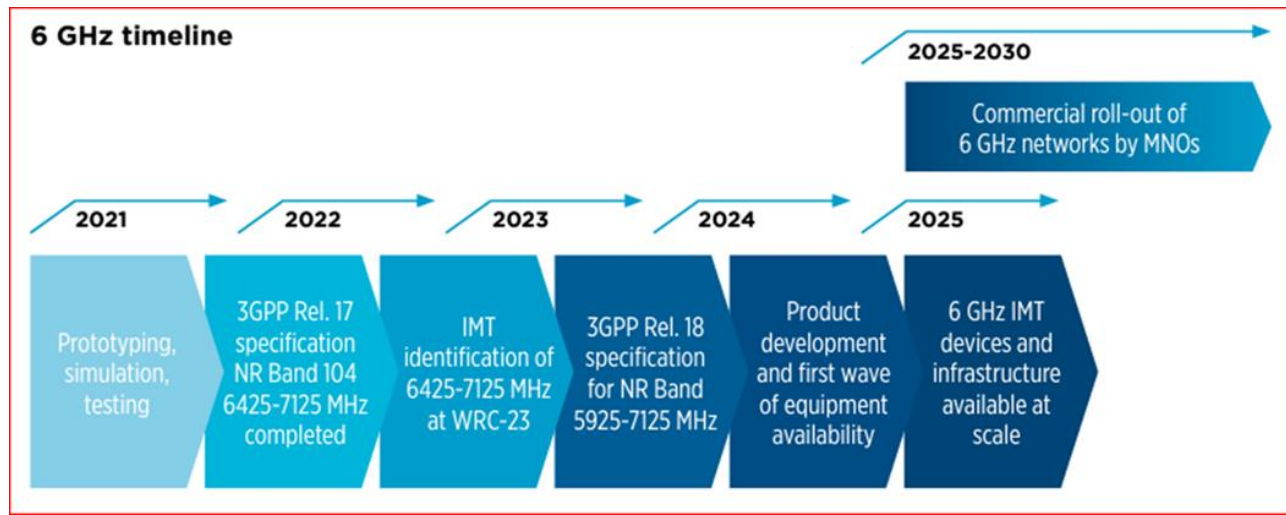 6 GHz timeline
2025-2030
Commercial roll-out of
6 GHz networks by MNOs
2021
2022
2023
2024
2025
Prototyping,
simulation,
testing
3GPP Rel. 17
specification
NR Band 104
6425-7125 MHz
completed
IMT
identification of
6425-7125 MHz
at WRC-23
3GPP Rel. 18
specification
for NR Band
5925-7125 MHz
Product
development
and first wave
of equipment
availability
6 GHz IMT
devices and
infrastructure
available at
scale